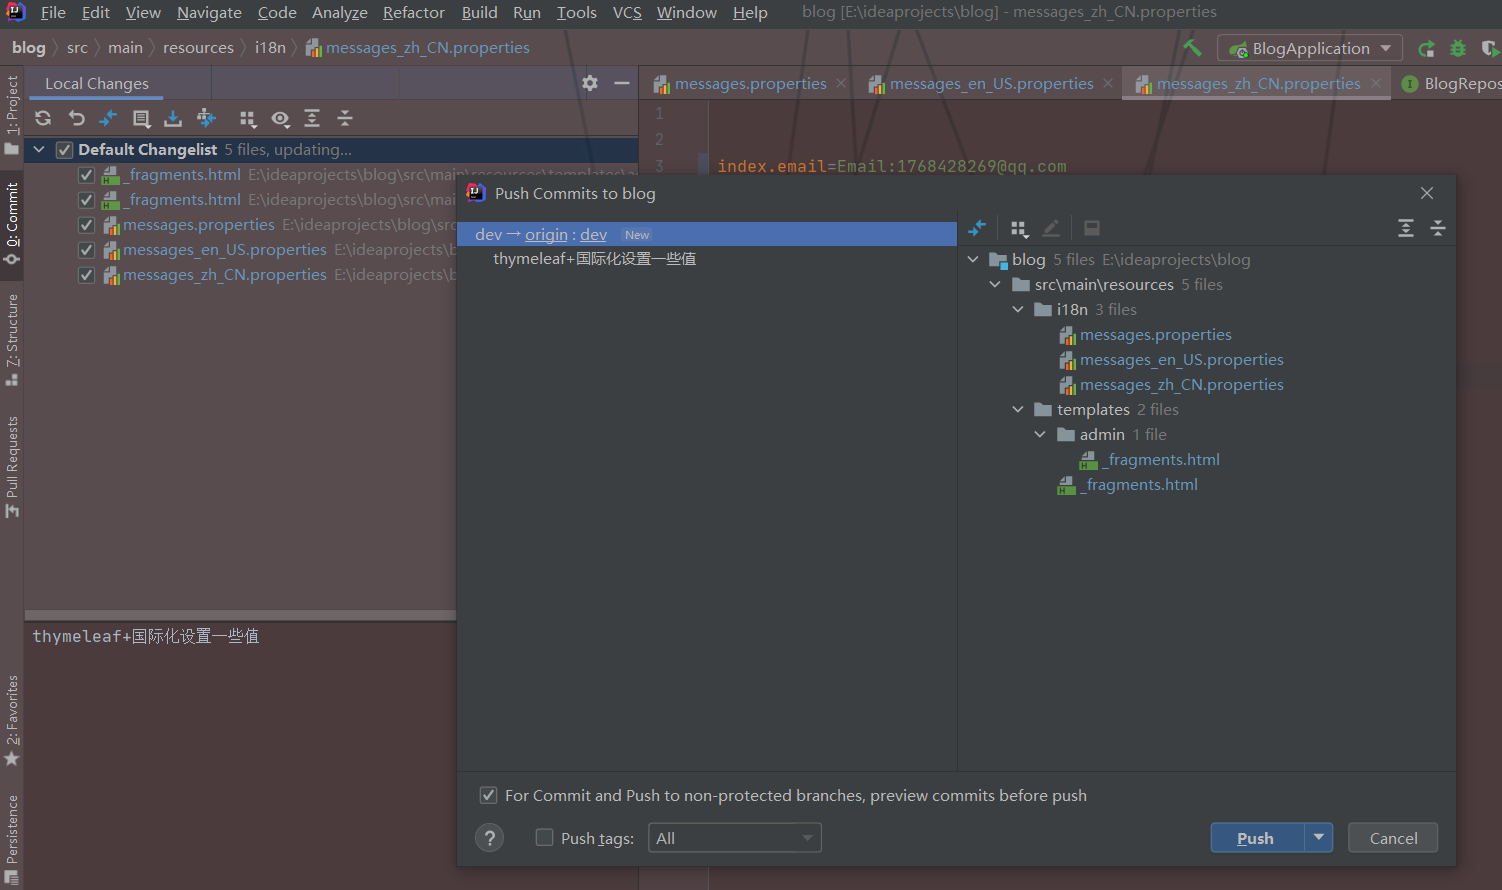 File Edit View Navigate Code Analyze Refactor Build Run Tools VCS Window Help blog [E:\ideaprojects\blog] - messages_zh_CN.properties
blog src main resources i18n messages_zh_CN.properties
BlogApplication
Local Changes
messages.properties
messages_en_US.properties
messages_zh_CN.properties
BlogRepos
1: Project
0: Commit
7: Structure
Pull Requests
2: Favorites
Persistence
Default Changelist 5 files, updating...
_fragments.html E:\ideaprojects\blog\src\main\resources\templates\a
_fragments.html E:\ideaprojects\blog\src\main\resources
messages.properties E:\ideaprojects\blog\src
messages_en_US.properties E:\ideaprojects\b
messages_zh_CN.properties E:\ideaprojects\b
thymeleaf+国际化设置一些值
1
2
3 index.email=Email:1768428269@qq.com
Push Commits to blog
dev → origin : dev New
thymeleaf+国际化设置一些值
blog 5 files E:\ideaprojects\blog
src\main\resources 5 files
i18n 3 files
messages.properties
messages_en_US.properties
messages_zh_CN.properties
templates 2 files
admin 1 file
_fragments.html
_fragments.html
For Commit and Push to non-protected branches, preview commits before push
? Push tags: All
Push
Cancel